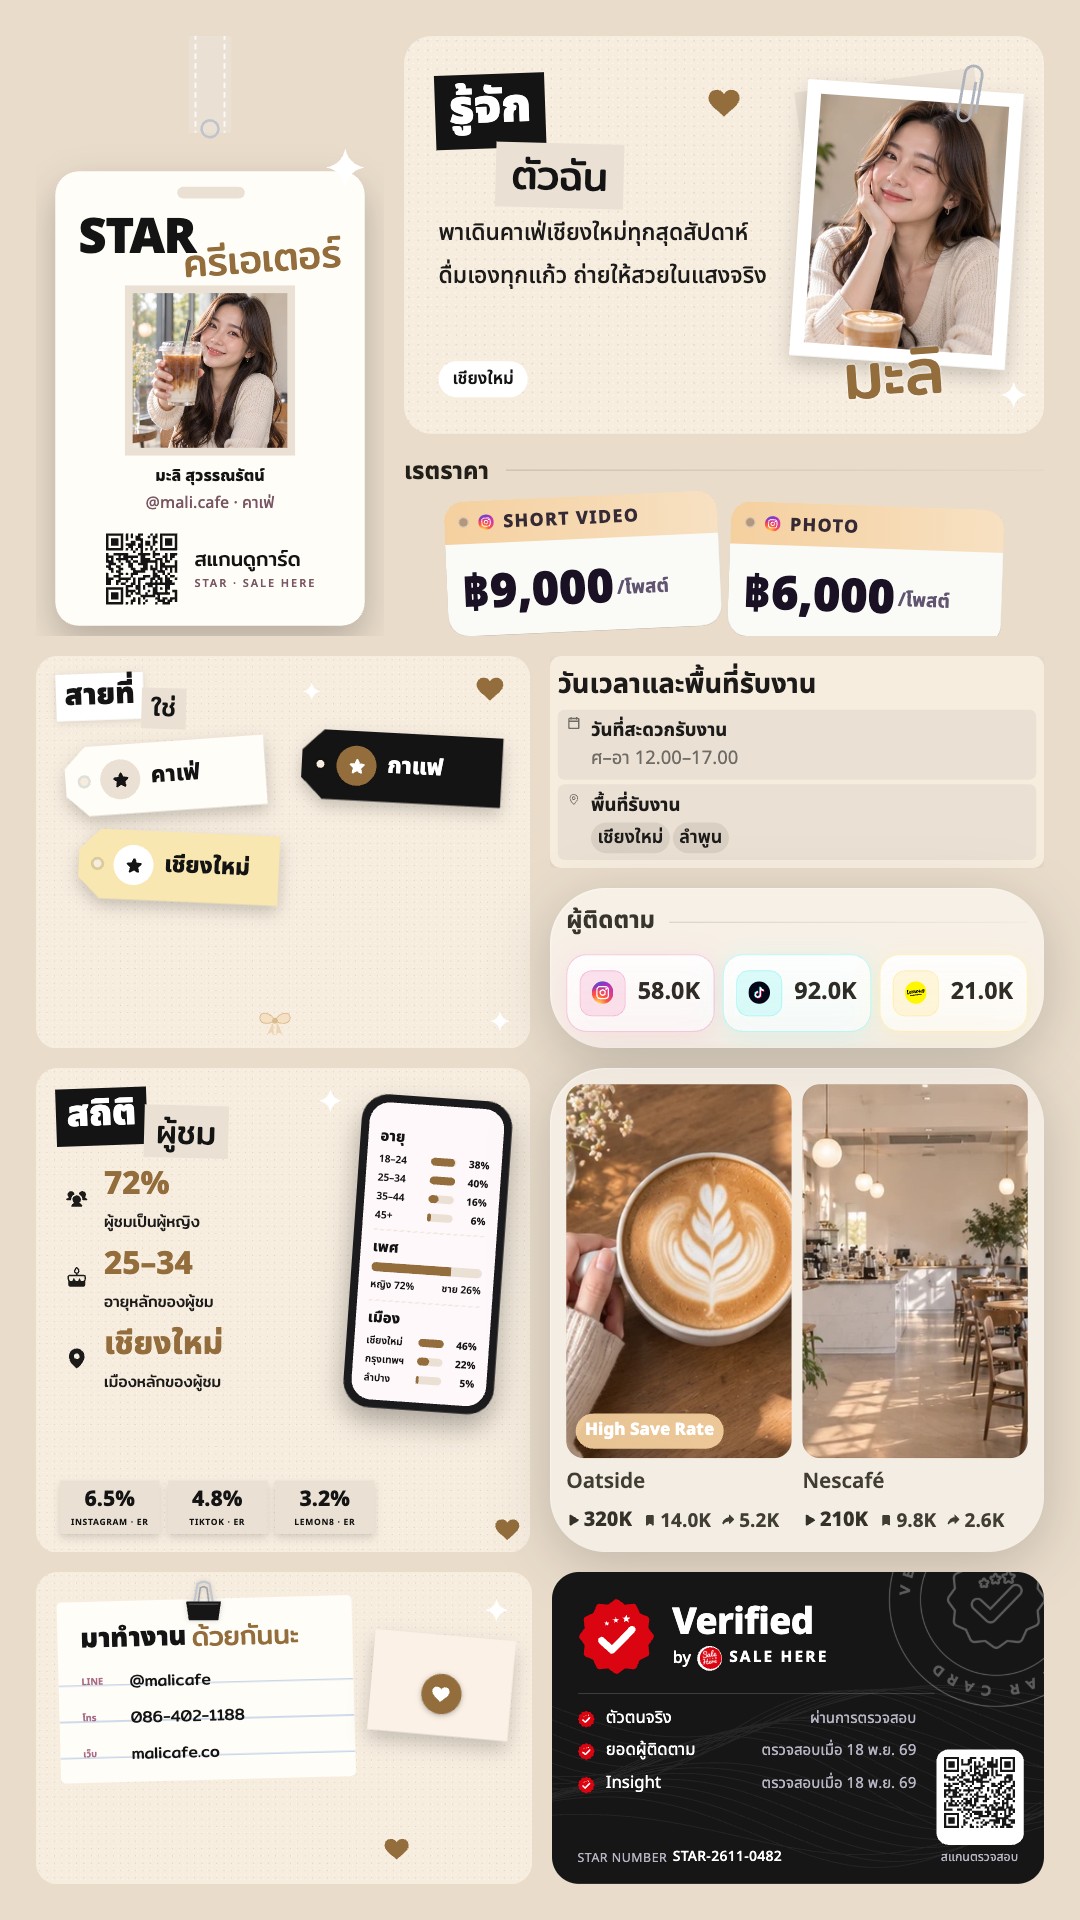 STAR
ครีเอเตอร์
มะลิ สุวรรณรัตน์
@mali.cafe · คาเฟ่
สแกนดูการ์ด
STAR · SALE HERE
รู้จัก
ตัวฉัน
พาเดินคาเฟ่เชียงใหม่ทุกสุดสัปดาห์
ดื่มเองทุกแก้ว ถ่ายให้สวยในแสงจริง
เชียงใหม่
มะลิ
เรตราคา
SHORT VIDEO
฿9,000/โพสต์
PHOTO
฿6,000/โพสต์
สายที่
ใช่
คาเฟ่
กาแฟ
เชียงใหม่
วันเวลาและพื้นที่รับงาน
วันที่สะดวกรับงาน
ศ–อา 12.00–17.00
พื้นที่รับงาน
เชียงใหม่ ลำพูน
ผู้ติดตาม
58.0K 92.0K 21.0K
สถิติ
ผู้ชม
72%
ผู้ชมเป็นผู้หญิง
25–34
อายุหลักของผู้ชม
เชียงใหม่
เมืองหลักของผู้ชม
อายุ
18–24 38%
25–34 40%
35–44 16%
45+ 6%
เพศ
หญิง 72% ชาย 26%
เมือง
เชียงใหม่ 46%
กรุงเทพฯ 22%
ลำปาง 5%
6.5%
INSTAGRAM · ER
4.8%
TIKTOK · ER
3.2%
LEMON8 · ER
High Save Rate
Oatside
320K 14.0K 5.2K
Nescafé
210K 9.8K 2.6K
มาทำงาน ด้วยกันนะ
LINE @malicafe
โทร 086-402-1188
เว็บ malicafe.co
Verified
by Sale Here SALE HERE
ตัวตนจริง ผ่านการตรวจสอบ
ยอดผู้ติดตาม ตรวจสอบเมื่อ 18 พ.ย. 69
Insight ตรวจสอบเมื่อ 18 พ.ย. 69
STAR NUMBER STAR-2611-0482
สแกนตรวจสอบ